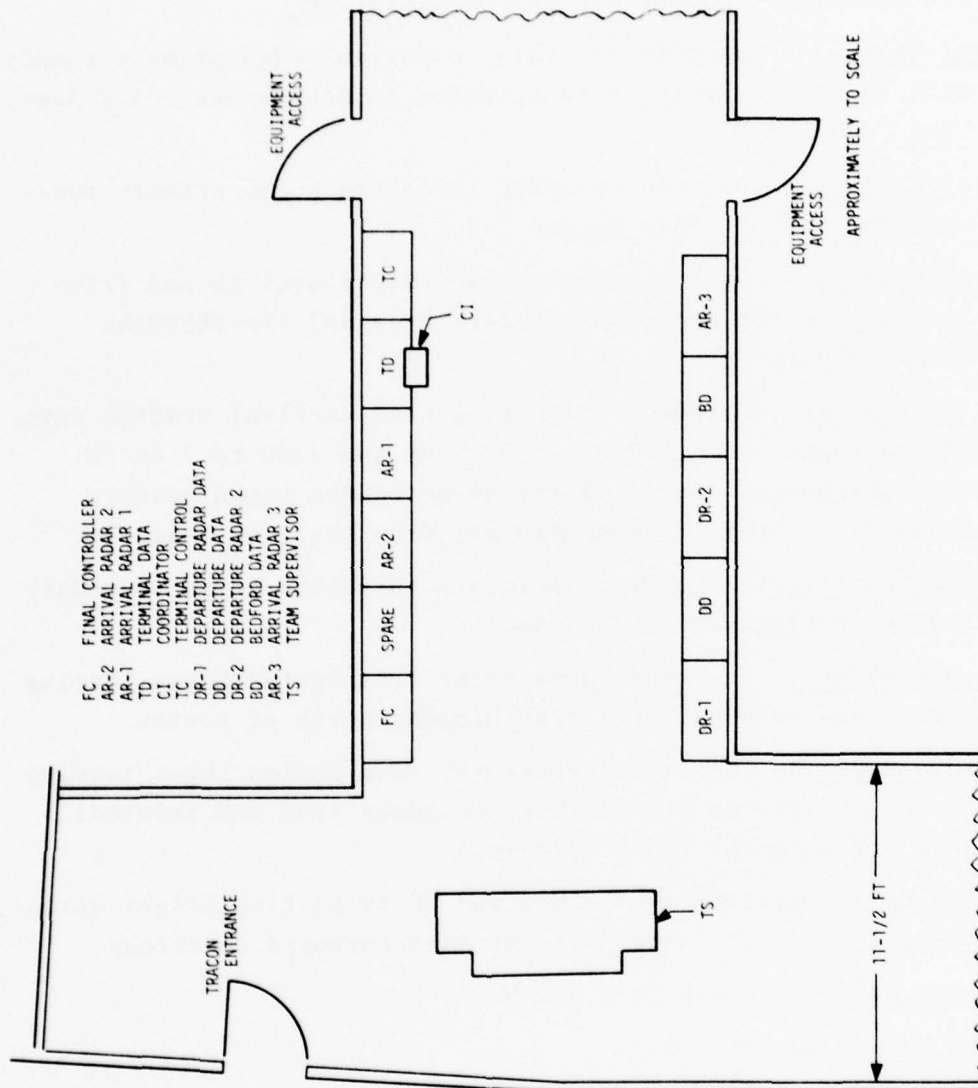 FC FINAL CONTROLLER
AR-2 ARRIVAL RADAR 2
AR-1 ARRIVAL RADAR 1
TD TERMINAL DATA
CI COORDINATOR
TC TERMINAL CONTROL
DR-1 DEPARTURE RADAR DATA
DD DEPARTURE DATA
DR-2 DEPARTURE RADAR 2
BD BEDFORD DATA
AR-3 ARRIVAL RADAR 3
TS TEAM SUPERVISOR
EQUIPMENT
ACCESS
TRACON
ENTRANCE
FC SPARE AR-2 AR-1 TD TC
CI
TS
DR-1 DD DR-2 BD AR-3
11-1/2 FT
EQUIPMENT
ACCESS
APPROXIMATELY TO SCALE